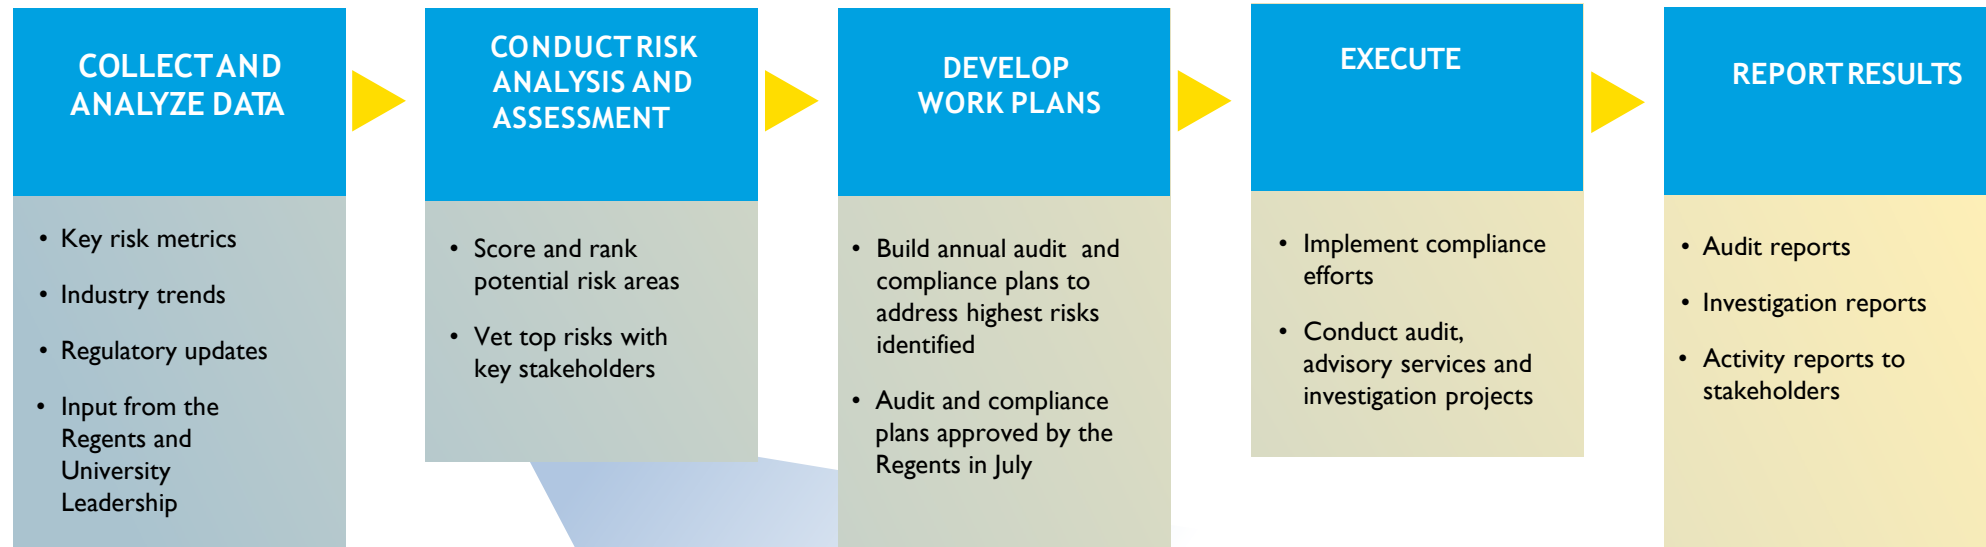 COLLECT AND
ANALYZE DATA
• Key risk metrics
• Industry trends
• Regulatory updates
• Input from the
Regents and
University
Leadership
CONDUCT RISK
ANALYSIS AND
ASSESSMENT
• Score and rank
potential risk areas
• Vet top risks with
key stakeholders
DEVELOP
WORK PLANS
• Build annual audit and
compliance plans to
address highest risks
identified
• Audit and compliance
plans approved by the
Regents in July
EXECUTE
• Implement compliance
efforts
• Conduct audit,
advisory services and
investigation projects
REPORT RESULTS
• Audit reports
• Investigation reports
• Activity reports to
stakeholders